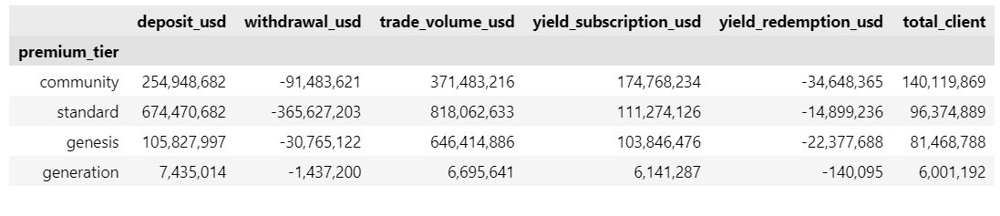 deposit_usd withdrawal_usd trade_volume_usd yield_subscription_usd yield_redemption_usd total_client
premium_tier
community 254,948,682 -91,483,621 371,483,216 174,768,234 -34,648,365 140,119,869
standard 674,470,682 -365,627,203 818,062,633 111,274,126 -14,899,236 96,374,889
genesis 105,827,997 -30,765,122 646,414,886 103,846,476 -22,377,688 81,468,788
generation 7,435,014 -1,437,200 6,695,641 6,141,287 -140,095 6,001,192